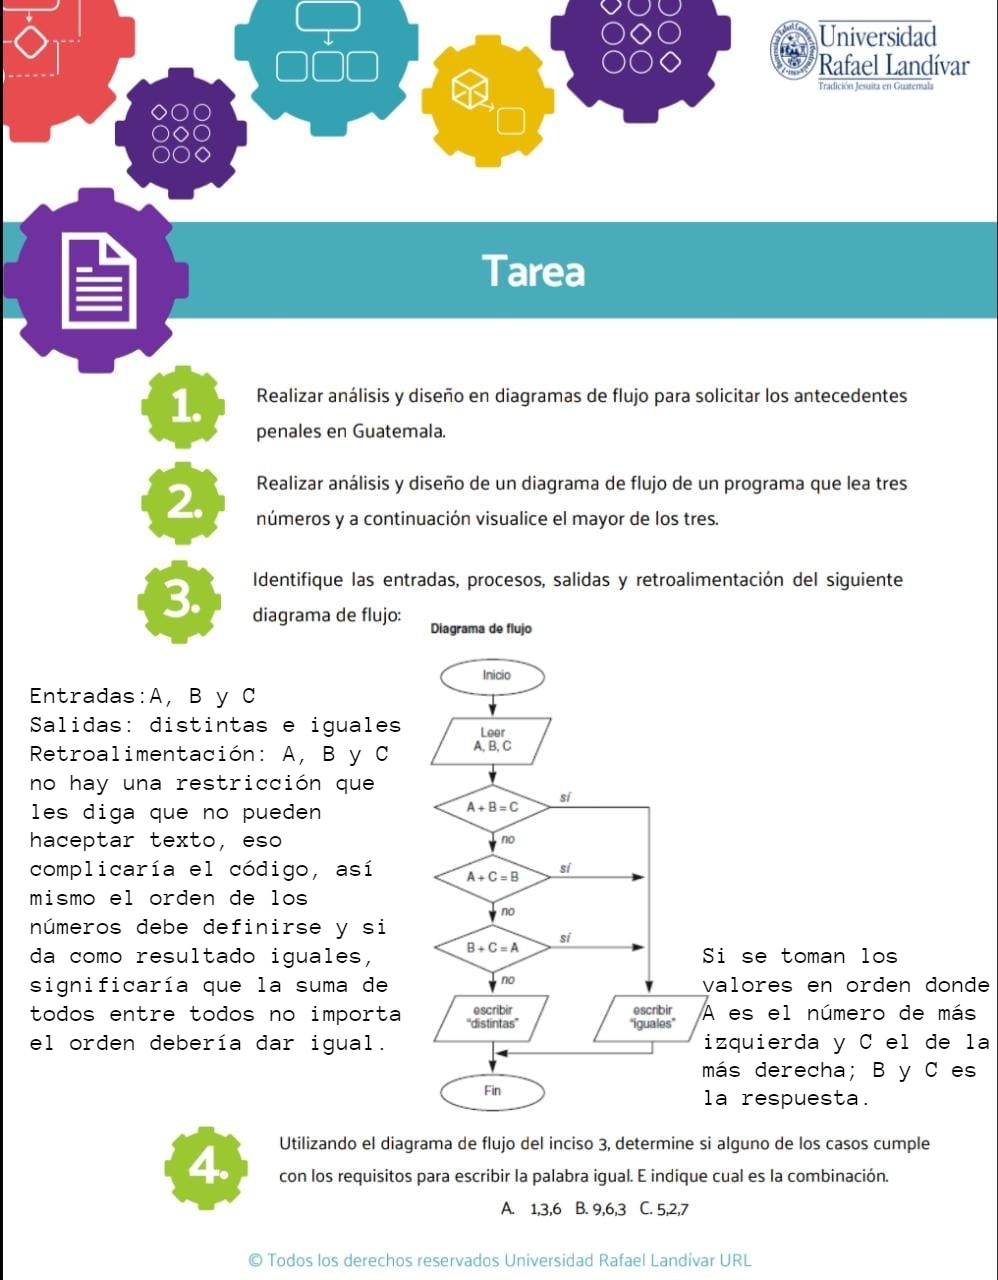 Universidad
Rafael Landívar
Tradición Jesuita en Guatemala
Tarea
1.
Realizar análisis y diseño en diagramas de flujo para solicitar los antecedentes
penales en Guatemala.
2.
Realizar análisis y diseño de un diagrama de flujo de un programa que lea tres
números y a continuación visualice el mayor de los tres.
3.
Identifique las entradas, procesos, salidas y retroalimentación del siguiente
diagrama de flujo:
Diagrama de flujo
Inicio
Leer
A, B, C
A + B = C
sí
no
A + C = B
sí
no
B + C = A
sí
no
escribir
"distintas"
escribir
"iguales"
Fin
Entradas:A, B y C
Salidas: distintas e iguales
Retroalimentación: A, B y C
no hay una restricción que
les diga que no pueden
haceptar texto, eso
complicaría el código, así
mismo el orden de los
números debe definirse y si
da como resultado iguales,
significaría que la suma de
todos entre todos no importa
el orden debería dar igual.
Si se toman los
valores en orden donde
A es el número de más
izquierda y C el de la
más derecha; B y C es
la respuesta.
4.
Utilizando el diagrama de flujo del inciso 3, determine si alguno de los casos cumple
con los requisitos para escribir la palabra igual. E indique cual es la combinación.
A. 1,3,6 B. 9,6,3 C. 5,2,7
© Todos los derechos reservados Universidad Rafael Landívar URL